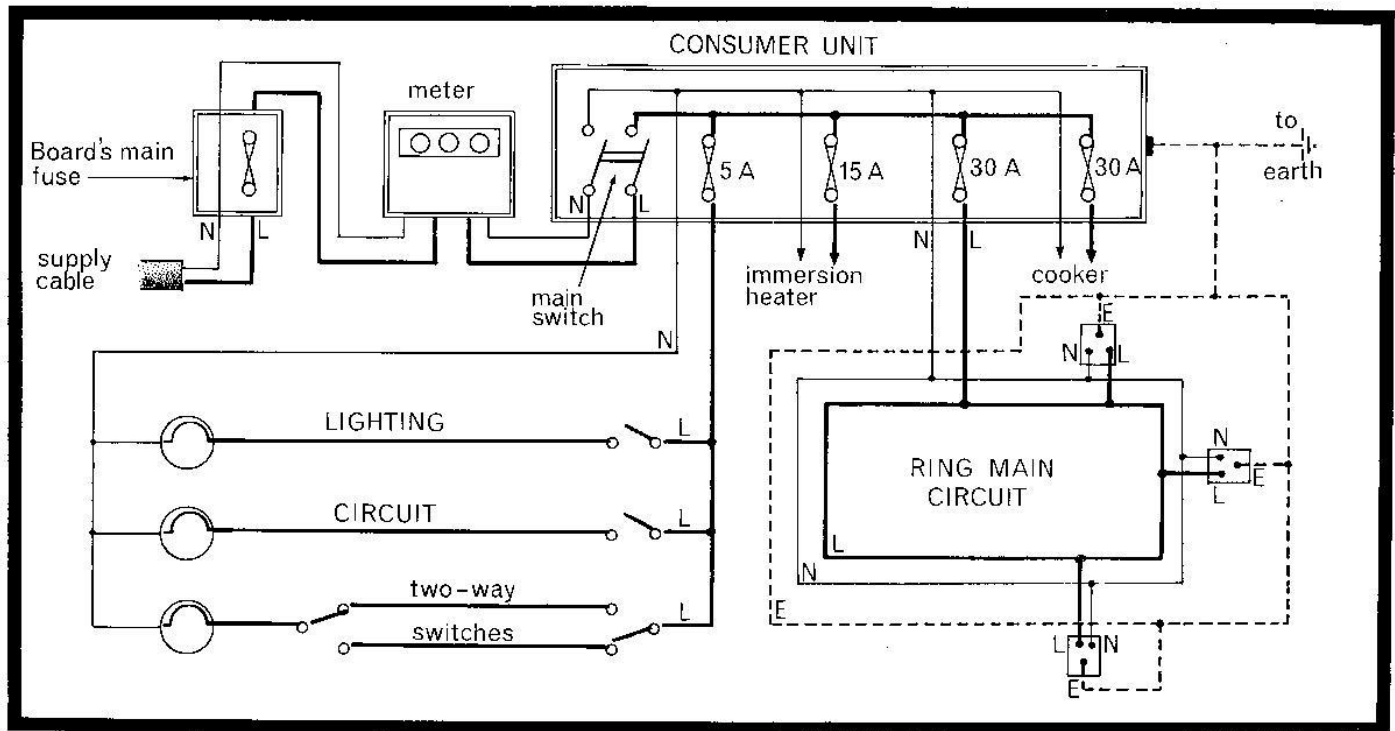 CONSUMER UNIT
meter
Board's main
fuse
N
L
supply
cable
N
L
main
switch
5 A
15 A
30 A
30 A
to
earth
N
L
immersion
heater
cooker
N
E
N
L
LIGHTING
L
CIRCUIT
L
two-way
switches
L
RING MAIN
CIRCUIT
L
N
E
N
E
L
L
N
E